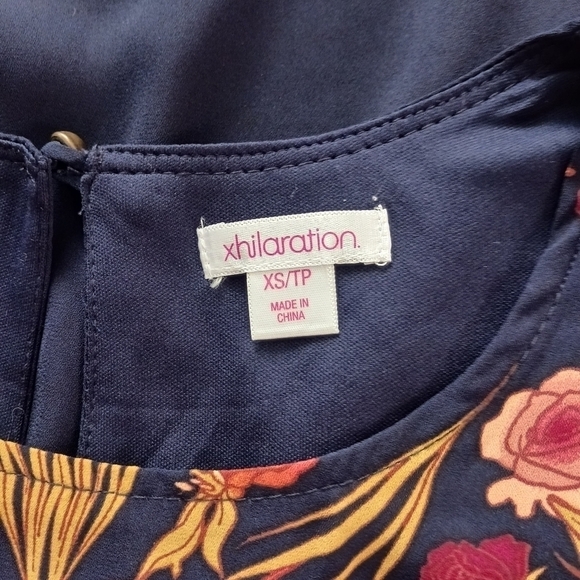 xhilaration.
XS/TP
MADE IN
CHINA